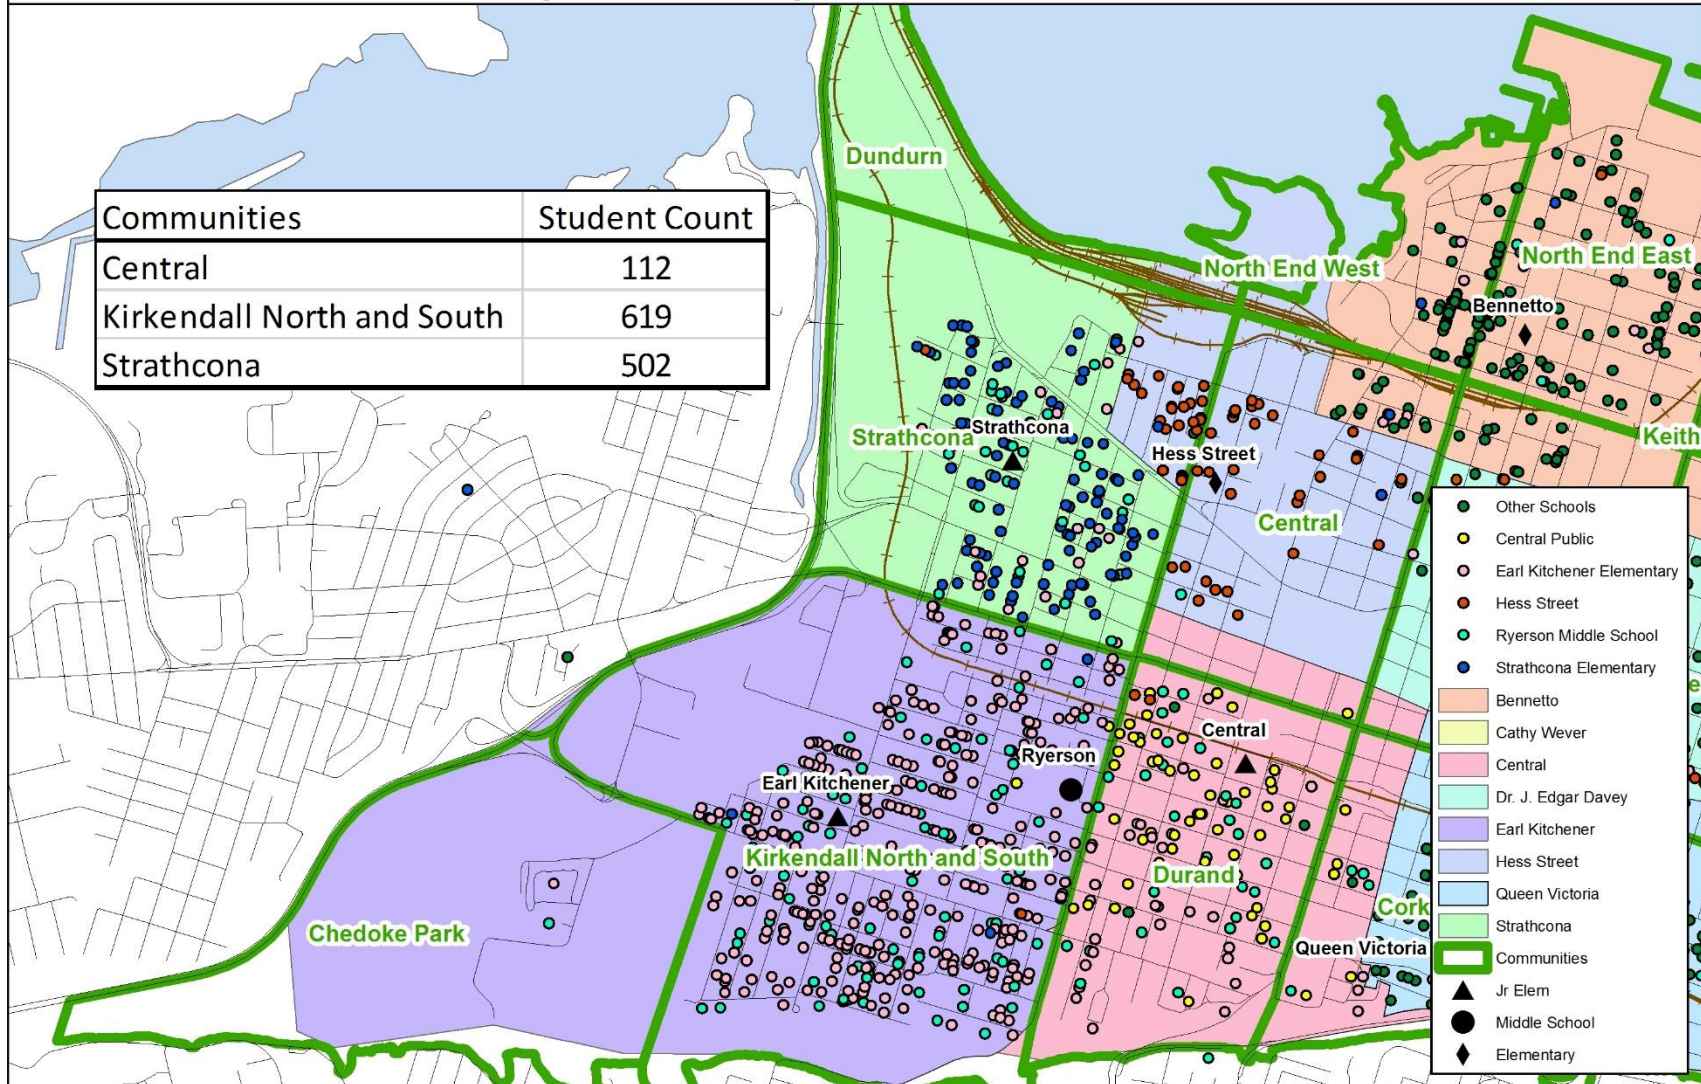 Communities Student Count
Central 112
Kirkendall North and South 619
Strathcona 502
Dundurn
North End West
North End East
Bennetto
Strathcona
Strathcona
Hess Street
Keith
Central
Ryerson
Central
Earl Kitchener
Kirkendall North and South
Durand
Cork
Chedoke Park
Queen Victoria
Other Schools
Central Public
Earl Kitchener Elementary
Hess Street
Ryerson Middle School
Strathcona Elementary
Bennetto
Cathy Wever
Central
Dr. J. Edgar Davey
Earl Kitchener
Hess Street
Queen Victoria
Strathcona
Communities
Jr Elem
Middle School
Elementary